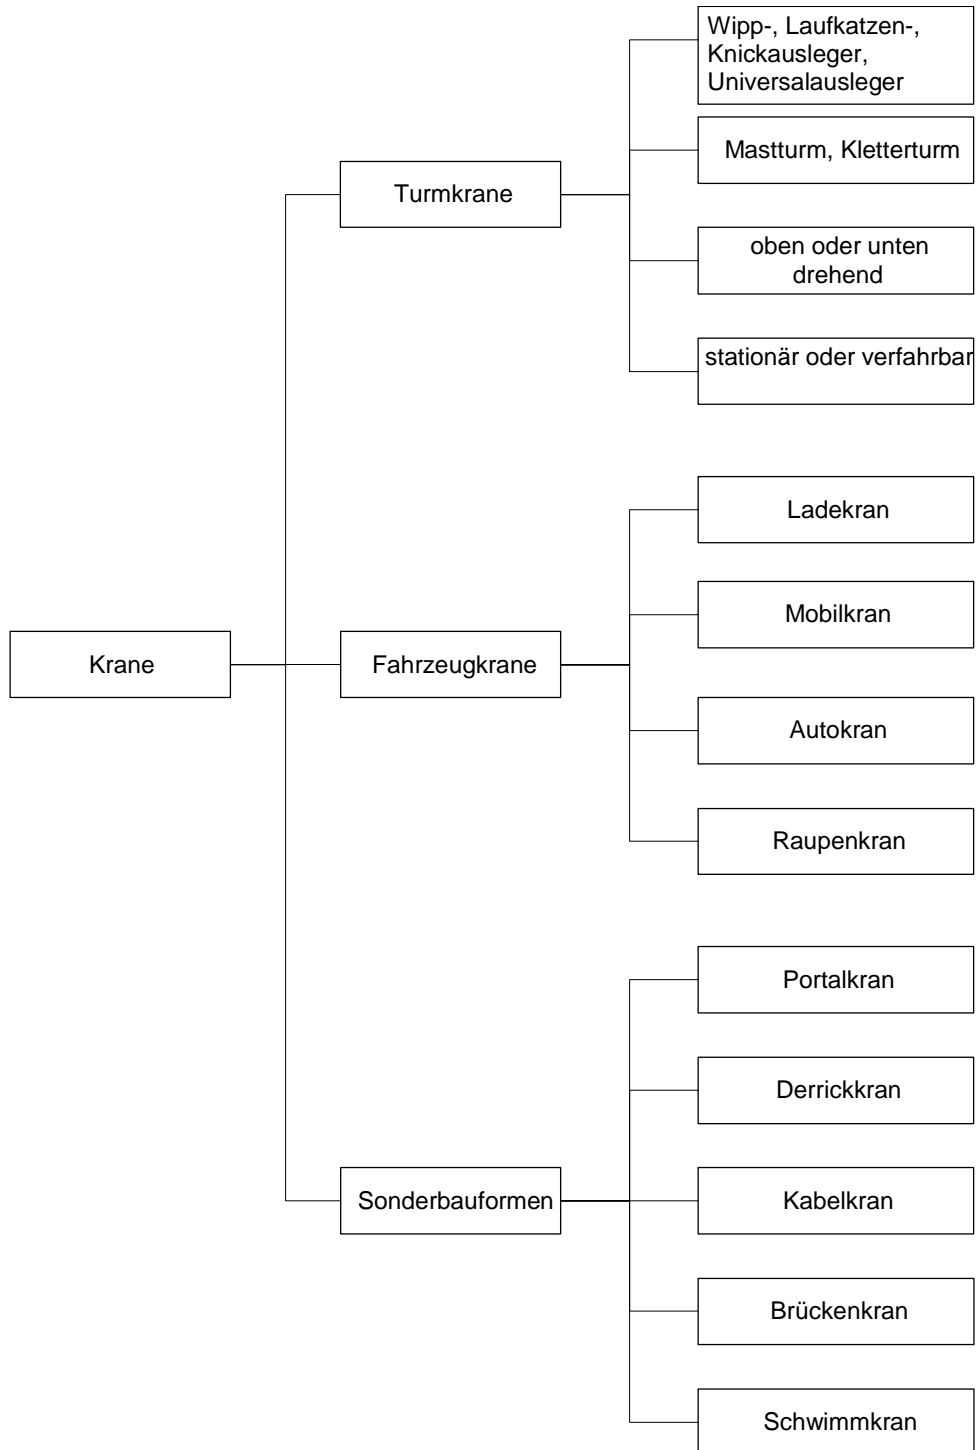 Wipp-, Laufkatzen-,
Knickausleger,
Universalausleger
Mastturm, Kletterturm
Turmkrane
oben oder unten
drehend
stationär oder verfahrbar
Ladekran
Mobilkran
Krane
Fahrzeugkrane
Autokran
Raupenkran
Portalkran
Derrickkran
Sonderbauformen
Kabelkran
Brückenkran
Schwimmkran